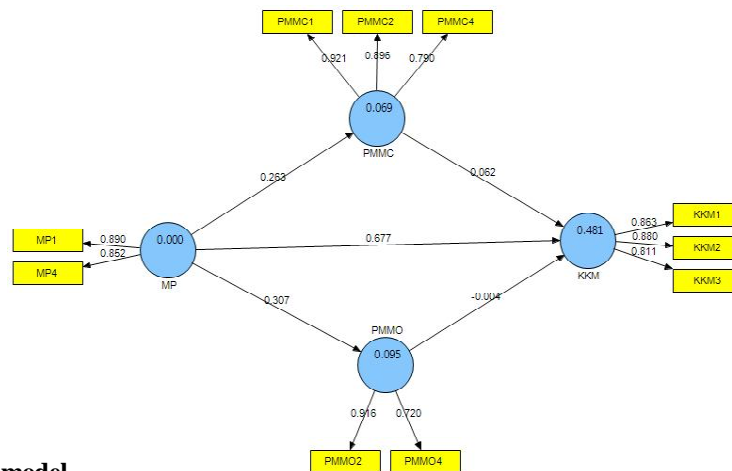 PMMC1 PMMC2 PMMC4
0.921 0.896 0.790
0.069
PMMC
0.263 0.062
MP1 0.890 0.000 0.677 0.481 0.863 KKM1
MP4 0.852 0.880 KKM2
MP KKM 0.811 KKM3
0.307 -0.004
PMMO
0.095
0.916 0.720
PMMO2 PMMO4
model